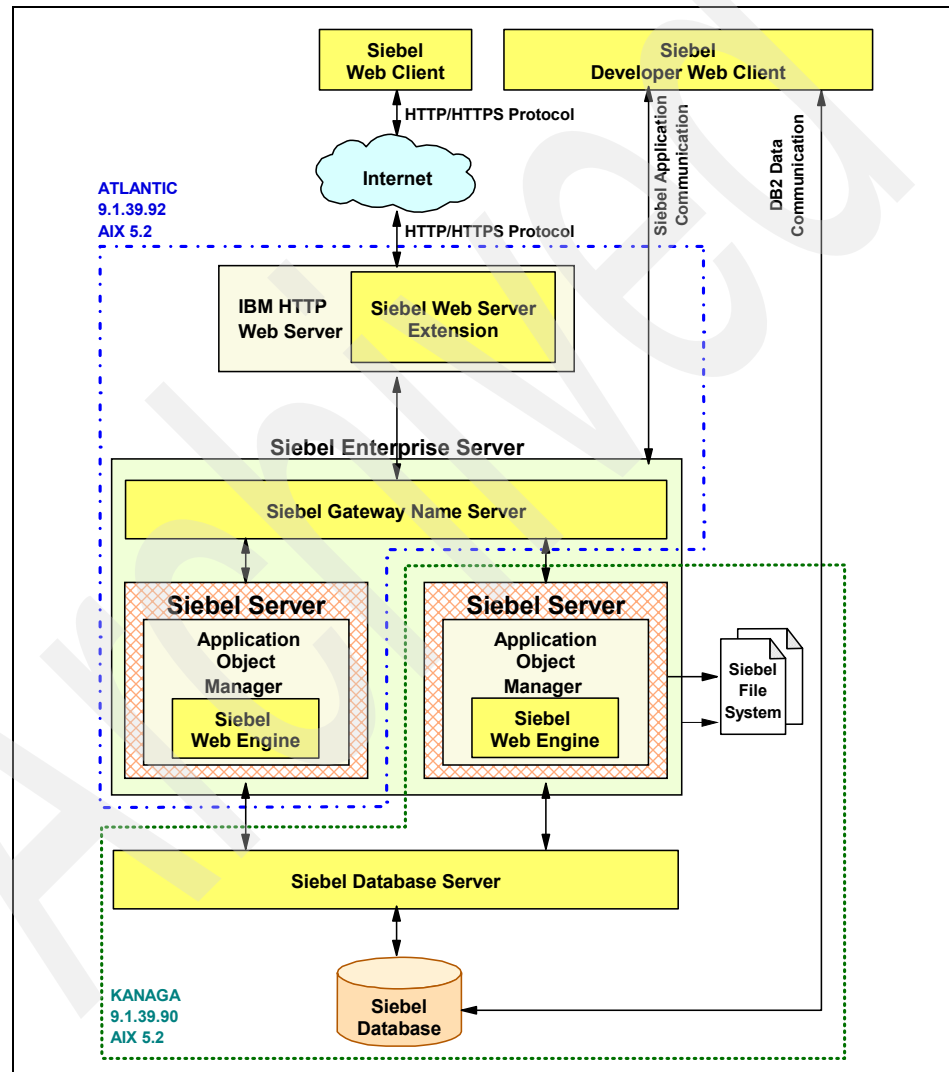 Siebel
Web Client
Siebel
Developer Web Client
HTTP/HTTPS Protocol
Siebel Application
Communication
DB2 Data
Communication
Internet
ATLANTIC
9.1.39.92
AIX 5.2
HTTP/HTTPS Protocol
IBM HTTP
Web Server
Siebel Web Server
Extension
Siebel Enterprise Server
Siebel Gateway Name Server
Siebel Server
Application
Object
Manager
Siebel
Web Engine
Siebel Server
Application
Object
Manager
Siebel
Web Engine
Siebel
File
System
Siebel Database Server
Siebel
Database
KANAGA
9.1.39.90
AIX 5.2
Archived